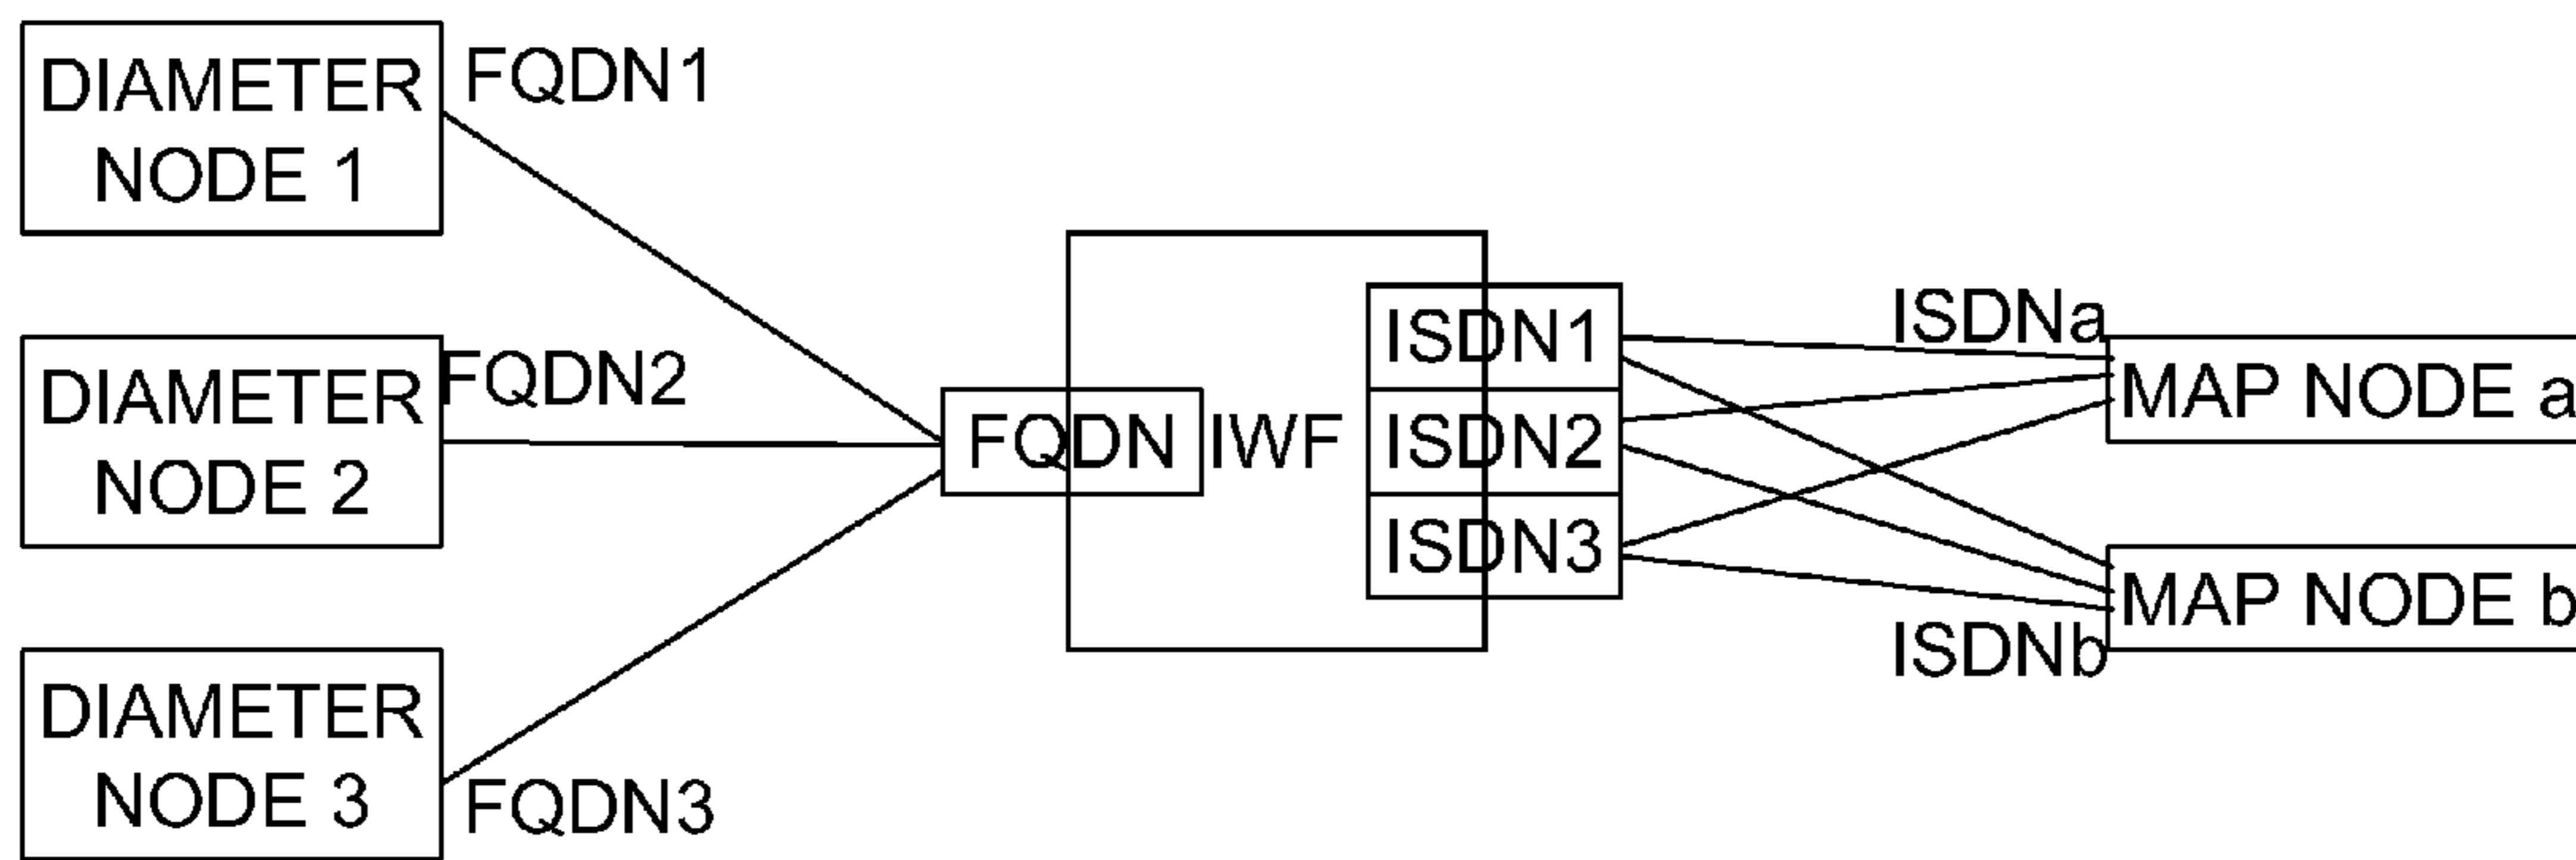 DIAMETER
NODE 1
FQDN1
DIAMETER
NODE 2
FQDN2
DIAMETER
NODE 3
FQDN3
FQDN
IWF
ISDN1
ISDN2
ISDN3
ISDNa
MAP NODE a
MAP NODE b
ISDNb